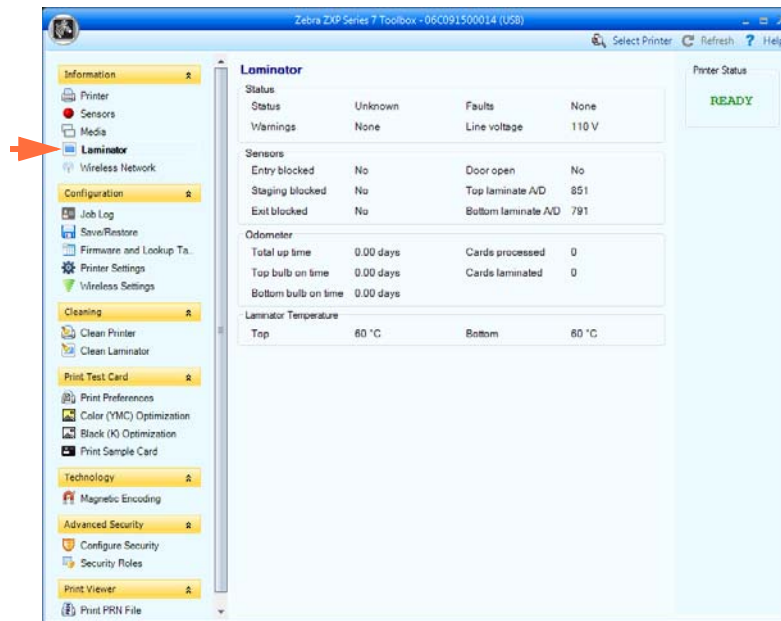 Zebra ZXP Series 7 Toolbox - 06C091500014 (USB)
Select Printer Refresh ? Help
Information
Printer
Sensors
Media
Laminator
Wireless Network
Configuration
Job Log
Save/Restore
Firmware and Lookup Ta..
Printer Settings
Wireless Settings
Cleaning
Clean Printer
Clean Laminator
Print Test Card
Print Preferences
Color (YMC) Optimization
Black (K) Optimization
Print Sample Card
Technology
Magnetic Encoding
Advanced Security
Configure Security
Security Roles
Print Viewer
Print PRN File
Laminator
Status
Status Unknown Faults None
Warnings None Line voltage 110 V
Sensors
Entry blocked No Door open No
Staging blocked No Top laminate A/D 851
Exit blocked No Bottom laminate A/D 791
Odometer
Total up time 0.00 days Cards processed 0
Top bulb on time 0.00 days Cards laminated 0
Bottom bulb on time 0.00 days
Laminator Temperature
Top 60 °C Bottom 60 °C
Printer Status
READY